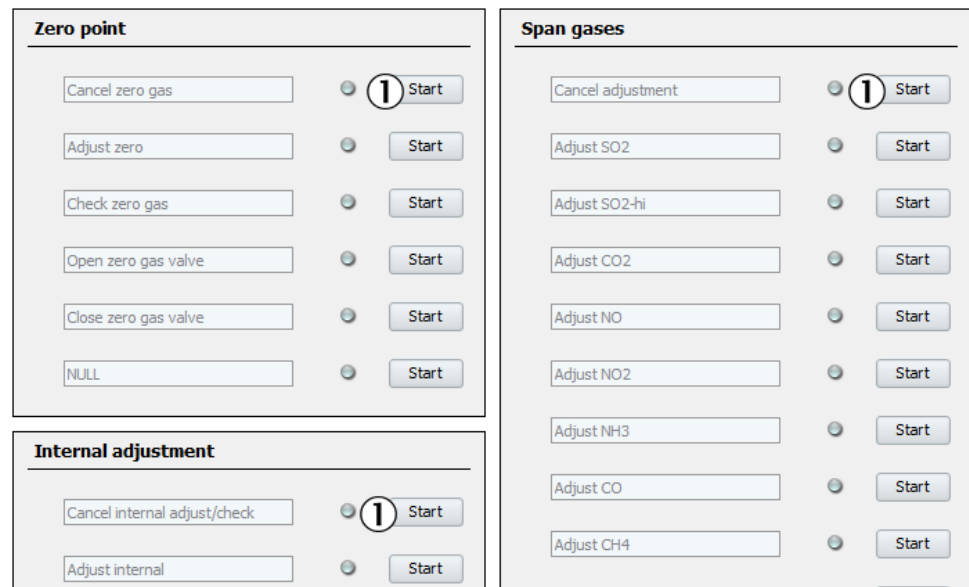 Zero point
Cancel zero gas 1 Start
Adjust zero Start
Check zero gas Start
Open zero gas valve Start
Close zero gas valve Start
NULL Start
Internal adjustment
Cancel internal adjust/check 1 Start
Adjust internal Start
Span gases
Cancel adjustment 1 Start
Adjust SO2 Start
Adjust SO2-hi Start
Adjust CO2 Start
Adjust NO Start
Adjust NO2 Start
Adjust NH3 Start
Adjust CO Start
Adjust CH4 Start